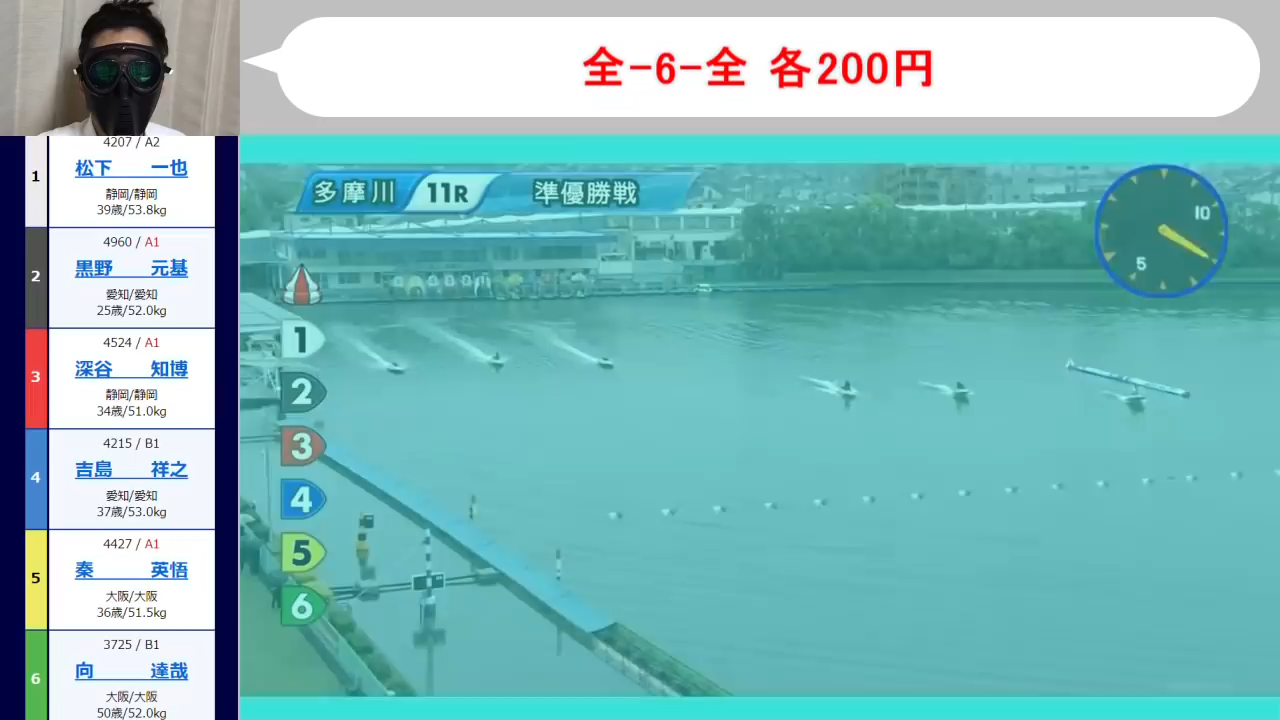 全-6-全 各200円
4207 / A2
1
松下 一也
静岡/静岡
39歳/53.8kg
4960 / A1
2
黒野 元基
愛知/愛知
25歳/52.0kg
4524 / A1
3
深谷 知博
静岡/静岡
34歳/51.0kg
4215 / B1
4
吉島 祥之
愛知/愛知
37歳/53.0kg
4427 / A1
5
秦 英悟
大阪/大阪
36歳/51.5kg
3725 / B1
6
向 達哉
大阪/大阪
50歳/52.0kg
多摩川 11R 準優勝戦
10
5
1
2
3
4
5
6